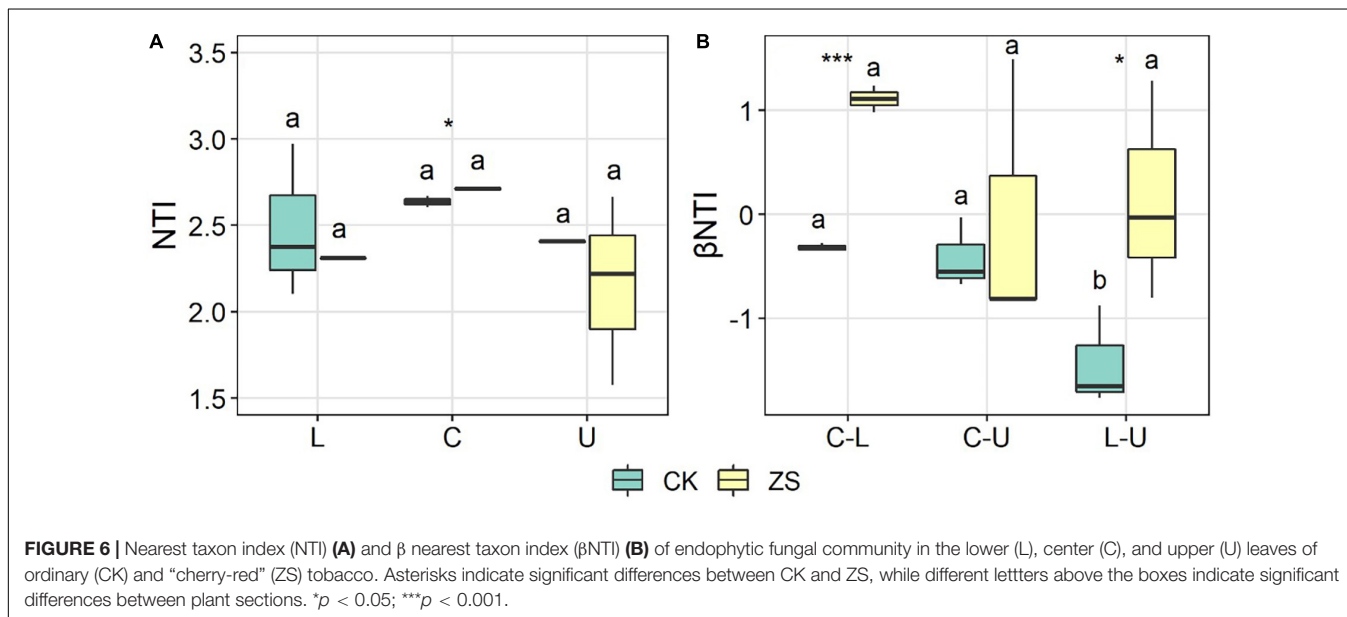 A
B
NTI
3.5
3.0
2.5
2.0
1.5
a
a
a
*
a
a
a
L
C
U
βNTI
1
0
-1
***
a
a
a
a
*
a
b
C-L
C-U
L-U
CK
ZS
FIGURE 6 | Nearest taxon index (NTI) (A) and β nearest taxon index (βNTI) (B) of endophytic fungal community in the lower (L), center (C), and upper (U) leaves of
ordinary (CK) and “cherry-red” (ZS) tobacco. Asterisks indicate significant differences between CK and ZS, while different lettters above the boxes indicate significant
differences between plant sections. *p < 0.05; ***p < 0.001.